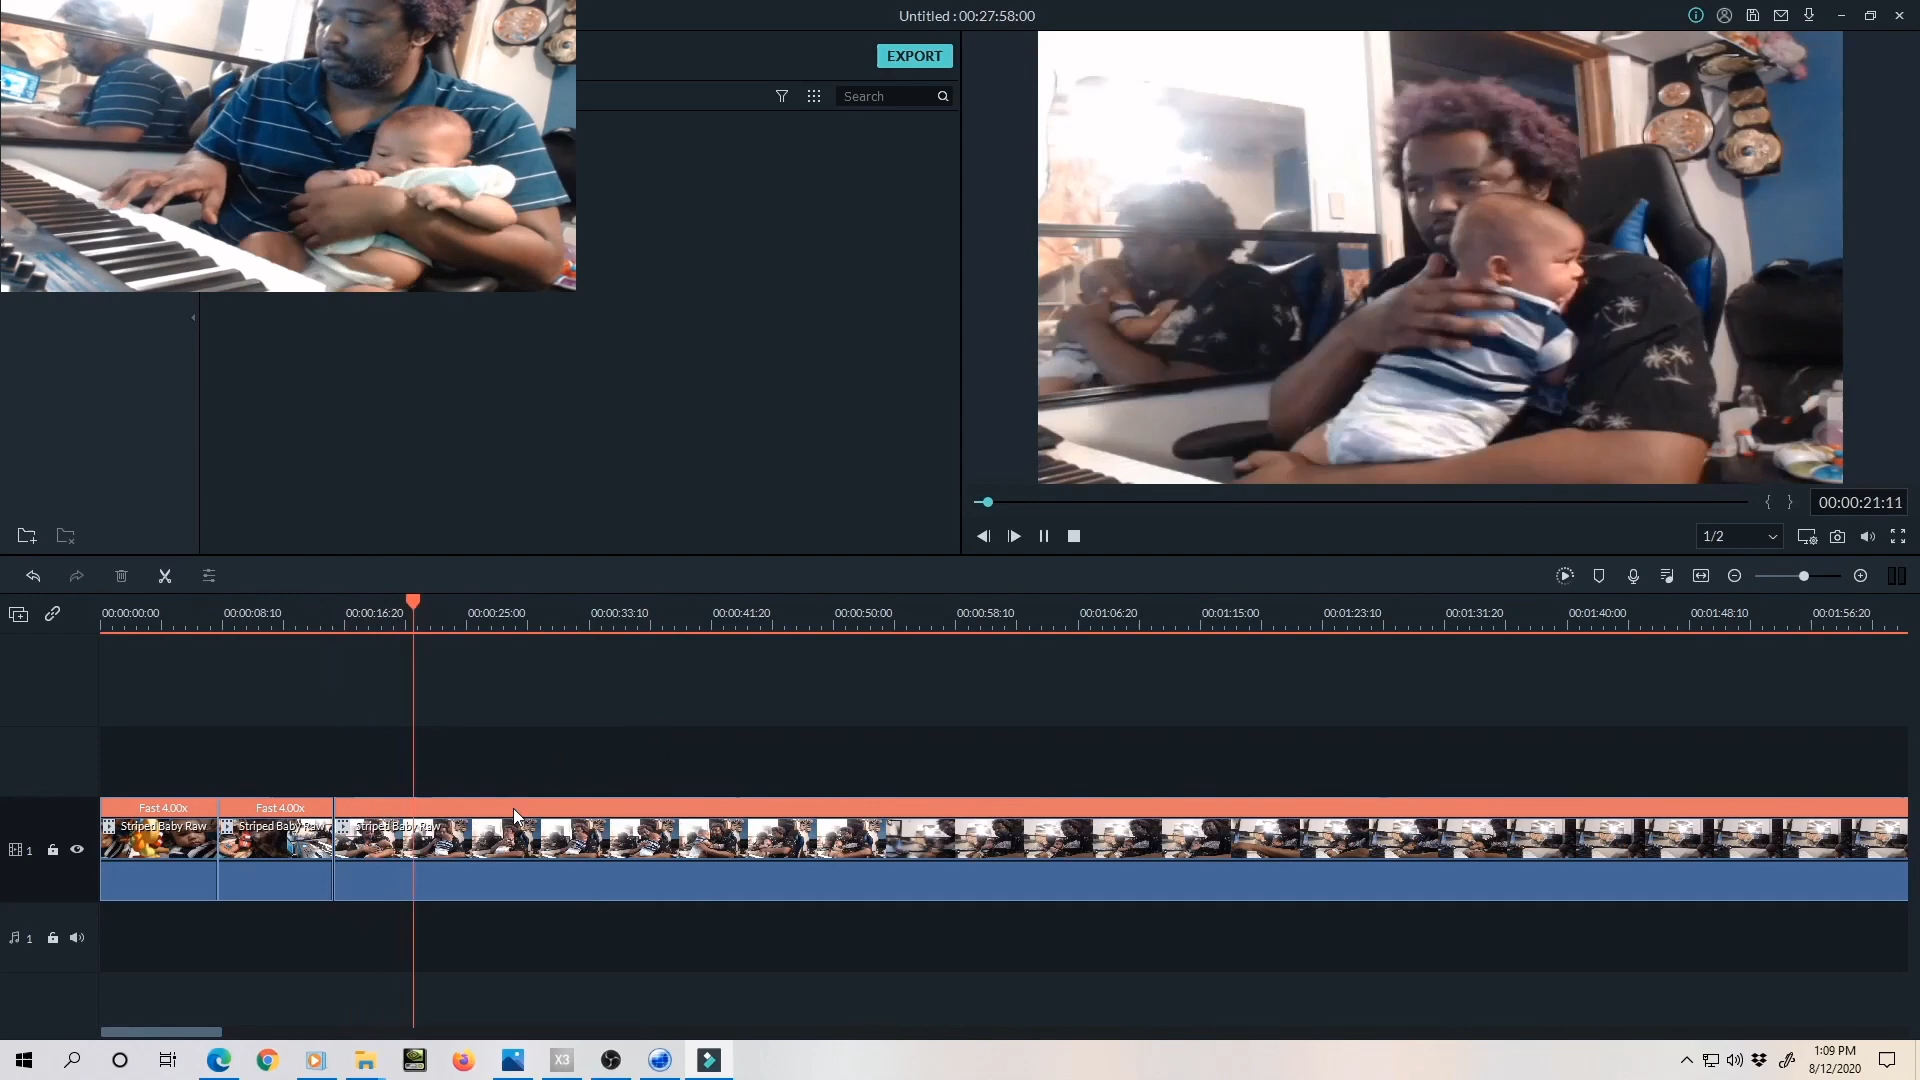 Untitled : 00:27:58:00
EXPORT
Search
00:00:21:11
1/2
00:00:00:00 00:00:08:10 00:00:16:20 00:00:25:00 00:00:33:10 00:00:41:20 00:00:50:00 00:00:58:10 00:01:06:20 00:01:15:00 00:01:23:10 00:01:31:20 00:01:40:00 00:01:48:10 00:01:56:20
Fast 4.00x Fast 4.00x
Striped Baby Raw Striped Baby Raw Striped Baby Raw
1
1
X3
1:09 PM
8/12/2020